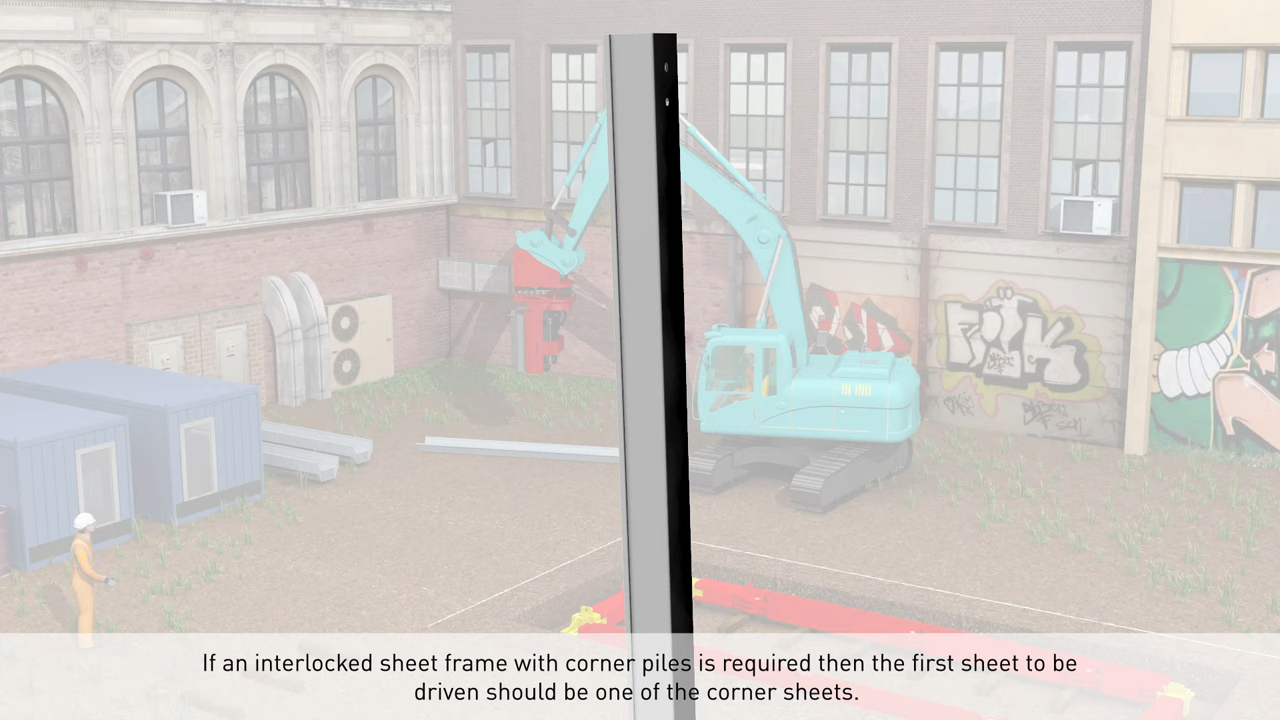 If an interlocked sheet frame with corner piles is required then the first sheet to be
driven should be one of the corner sheets.